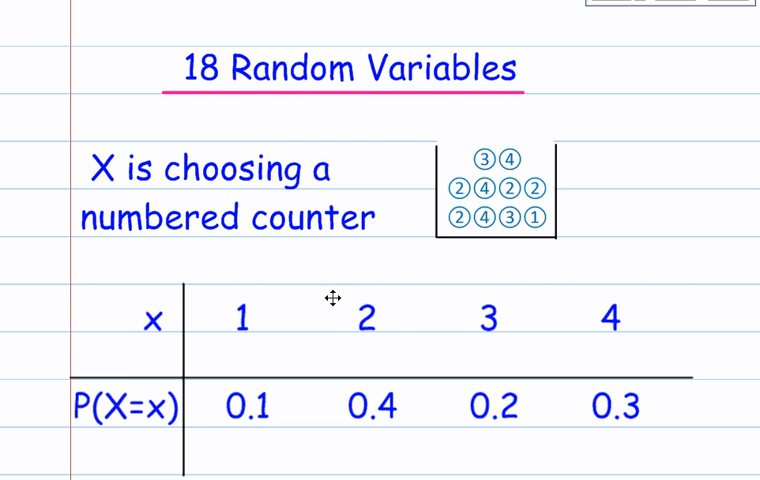 18 Random Variables
X is choosing a
numbered counter
③④
②④②②
②④③①
x 1 2 3 4
P(X=x) 0.1 0.4 0.2 0.3